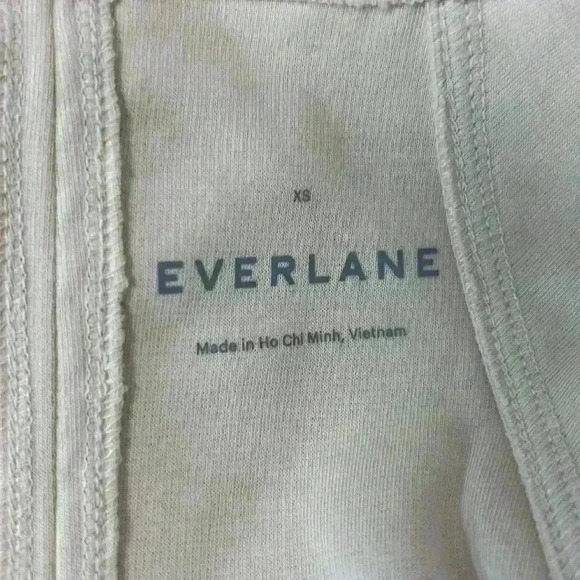 XS
EVERLANE
Made in Ho Chi Minh, Vietnam